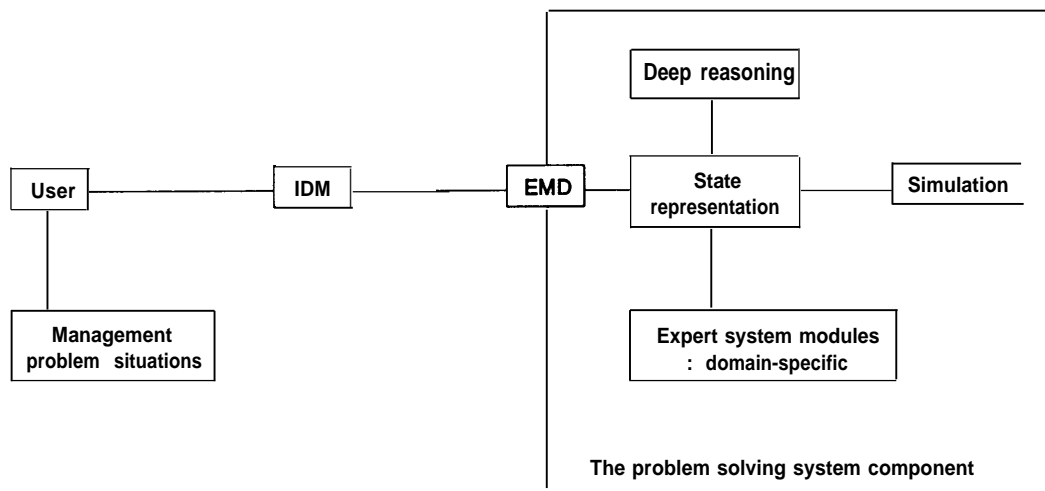 Deep reasoning
User
IDM
EMD
State
representation
Simulation
Management
problem situations
Expert system modules
: domain-specific
The problem solving system component